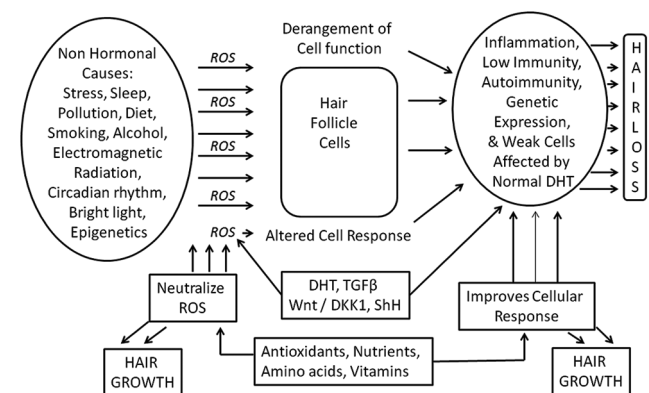 Non Hormonal
Causes:
Stress, Sleep,
Pollution, Diet,
Smoking, Alcohol,
Electromagnetic
Radiation,
Circadian rhythm,
Bright light,
Epigenetics
ROS
ROS
ROS
ROS
ROS
Derangement of
Cell function
Hair
Follicle
Cells
Altered Cell Response
Inflammation,
Low Immunity,
Autoimmunity,
Genetic
Expression,
& Weak Cells
Affected by
Normal DHT
H
A
I
R
L
O
S
S
Neutralize
ROS
DHT, TGFβ
Wnt / DKK1, ShH
Improves Cellular
Response
HAIR
GROWTH
Antioxidants, Nutrients,
Amino acids, Vitamins
HAIR
GROWTH